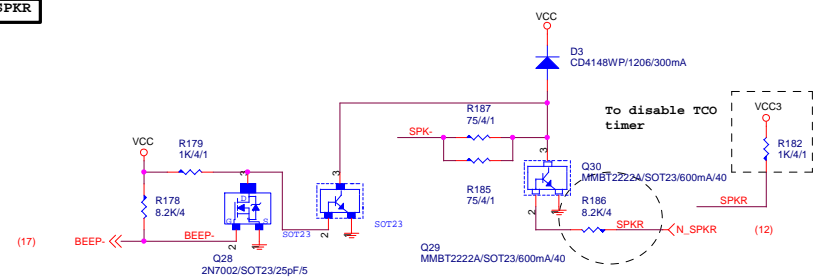 SPKR
VCC
D3
CD4148WP/1206/300mA
R187
75/4/1
To disable TCO
timer
VCC3
SPK-
R182
1K/4/1
VCC
R179
1K/4/1
3
Q30
MMBT2222A/SOT23/600mA/40
R185
75/4/1
3
3
R178
8.2K/4
D
G
S
R186
8.2K/4
SPKR
2
SOT23
SPKR
N_SPKR
(17)
BEEP-
BEEP-
2
SOT23
2
(12)
Q28
2N7002/SOT23/25pF/5
Q29
MMBT2222A/SOT23/600mA/40